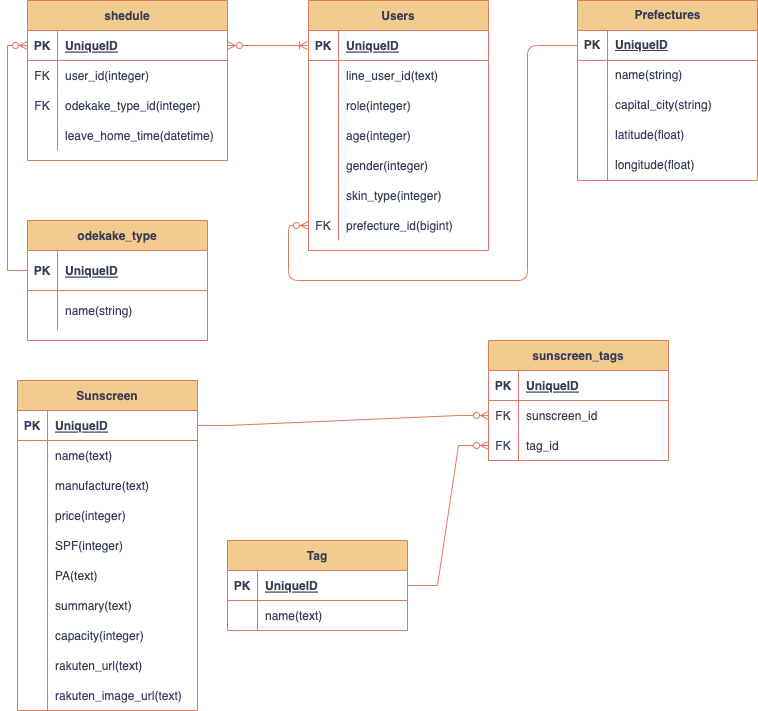 shedule
PK UniqueID
FK user_id(integer)
FK odekake_type_id(integer)
leave_home_time(datetime)
Users
PK UniqueID
line_user_id(text)
role(integer)
age(integer)
gender(integer)
skin_type(integer)
FK prefecture_id(bigint)
Prefectures
PK UniqueID
name(string)
capital_city(string)
latitude(float)
longitude(float)
odekake_type
PK UniqueID
name(string)
sunscreen_tags
PK UniqueID
FK sunscreen_id
FK tag_id
Sunscreen
PK UniqueID
name(text)
manufacture(text)
price(integer)
SPF(integer)
PA(text)
summary(text)
capacity(integer)
rakuten_url(text)
rakuten_image_url(text)
Tag
PK UniqueID
name(text)